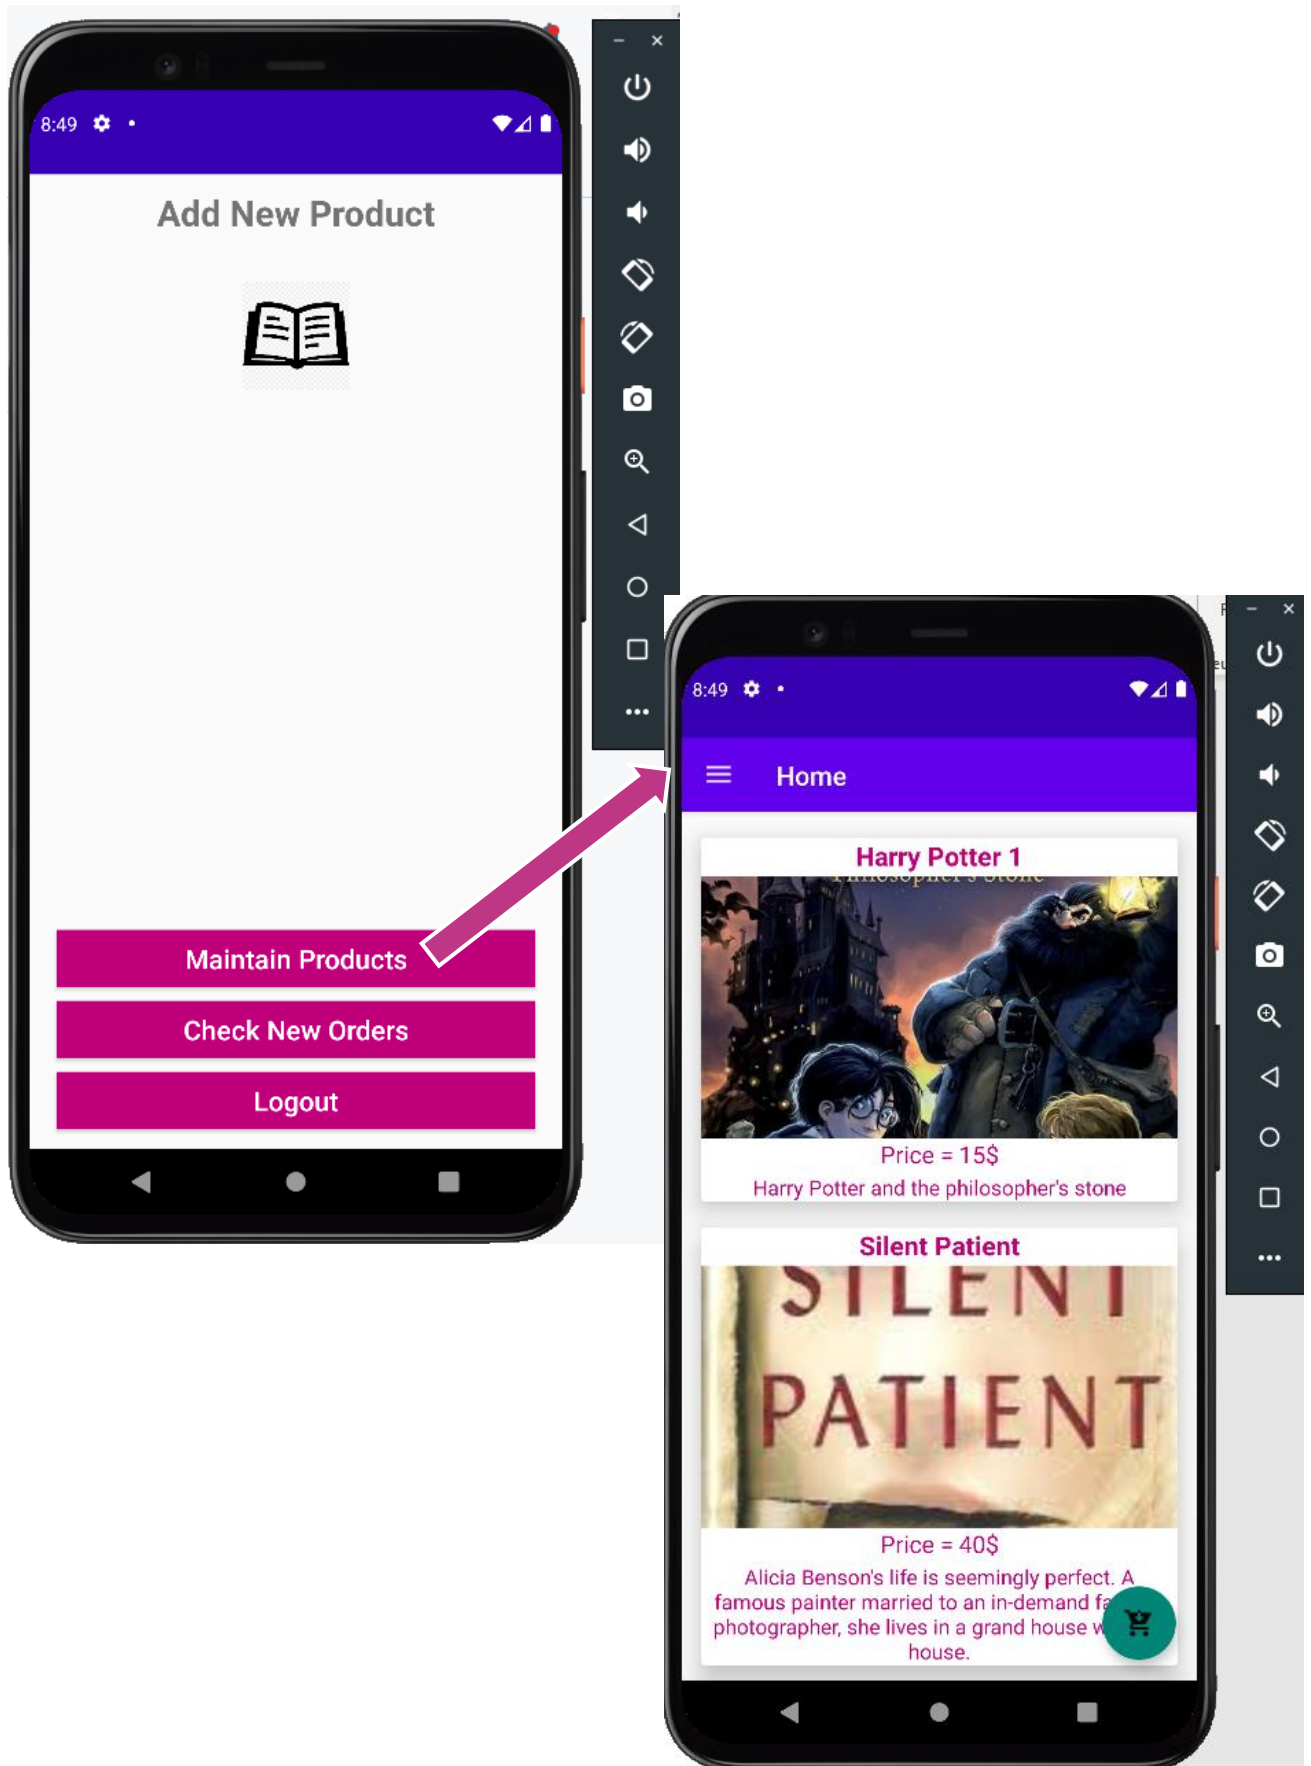 8:49
Add New Product
Maintain Products
Check New Orders
Logout
8:49
Home
Harry Potter 1
Philosopher's Stone
Price = 15$
Harry Potter and the philosopher's stone
Silent Patient
SILENT
PATIENT
Price = 40$
Alicia Benson's life is seemingly perfect. A
famous painter married to an in-demand
photographer, she lives in a grand house
house.